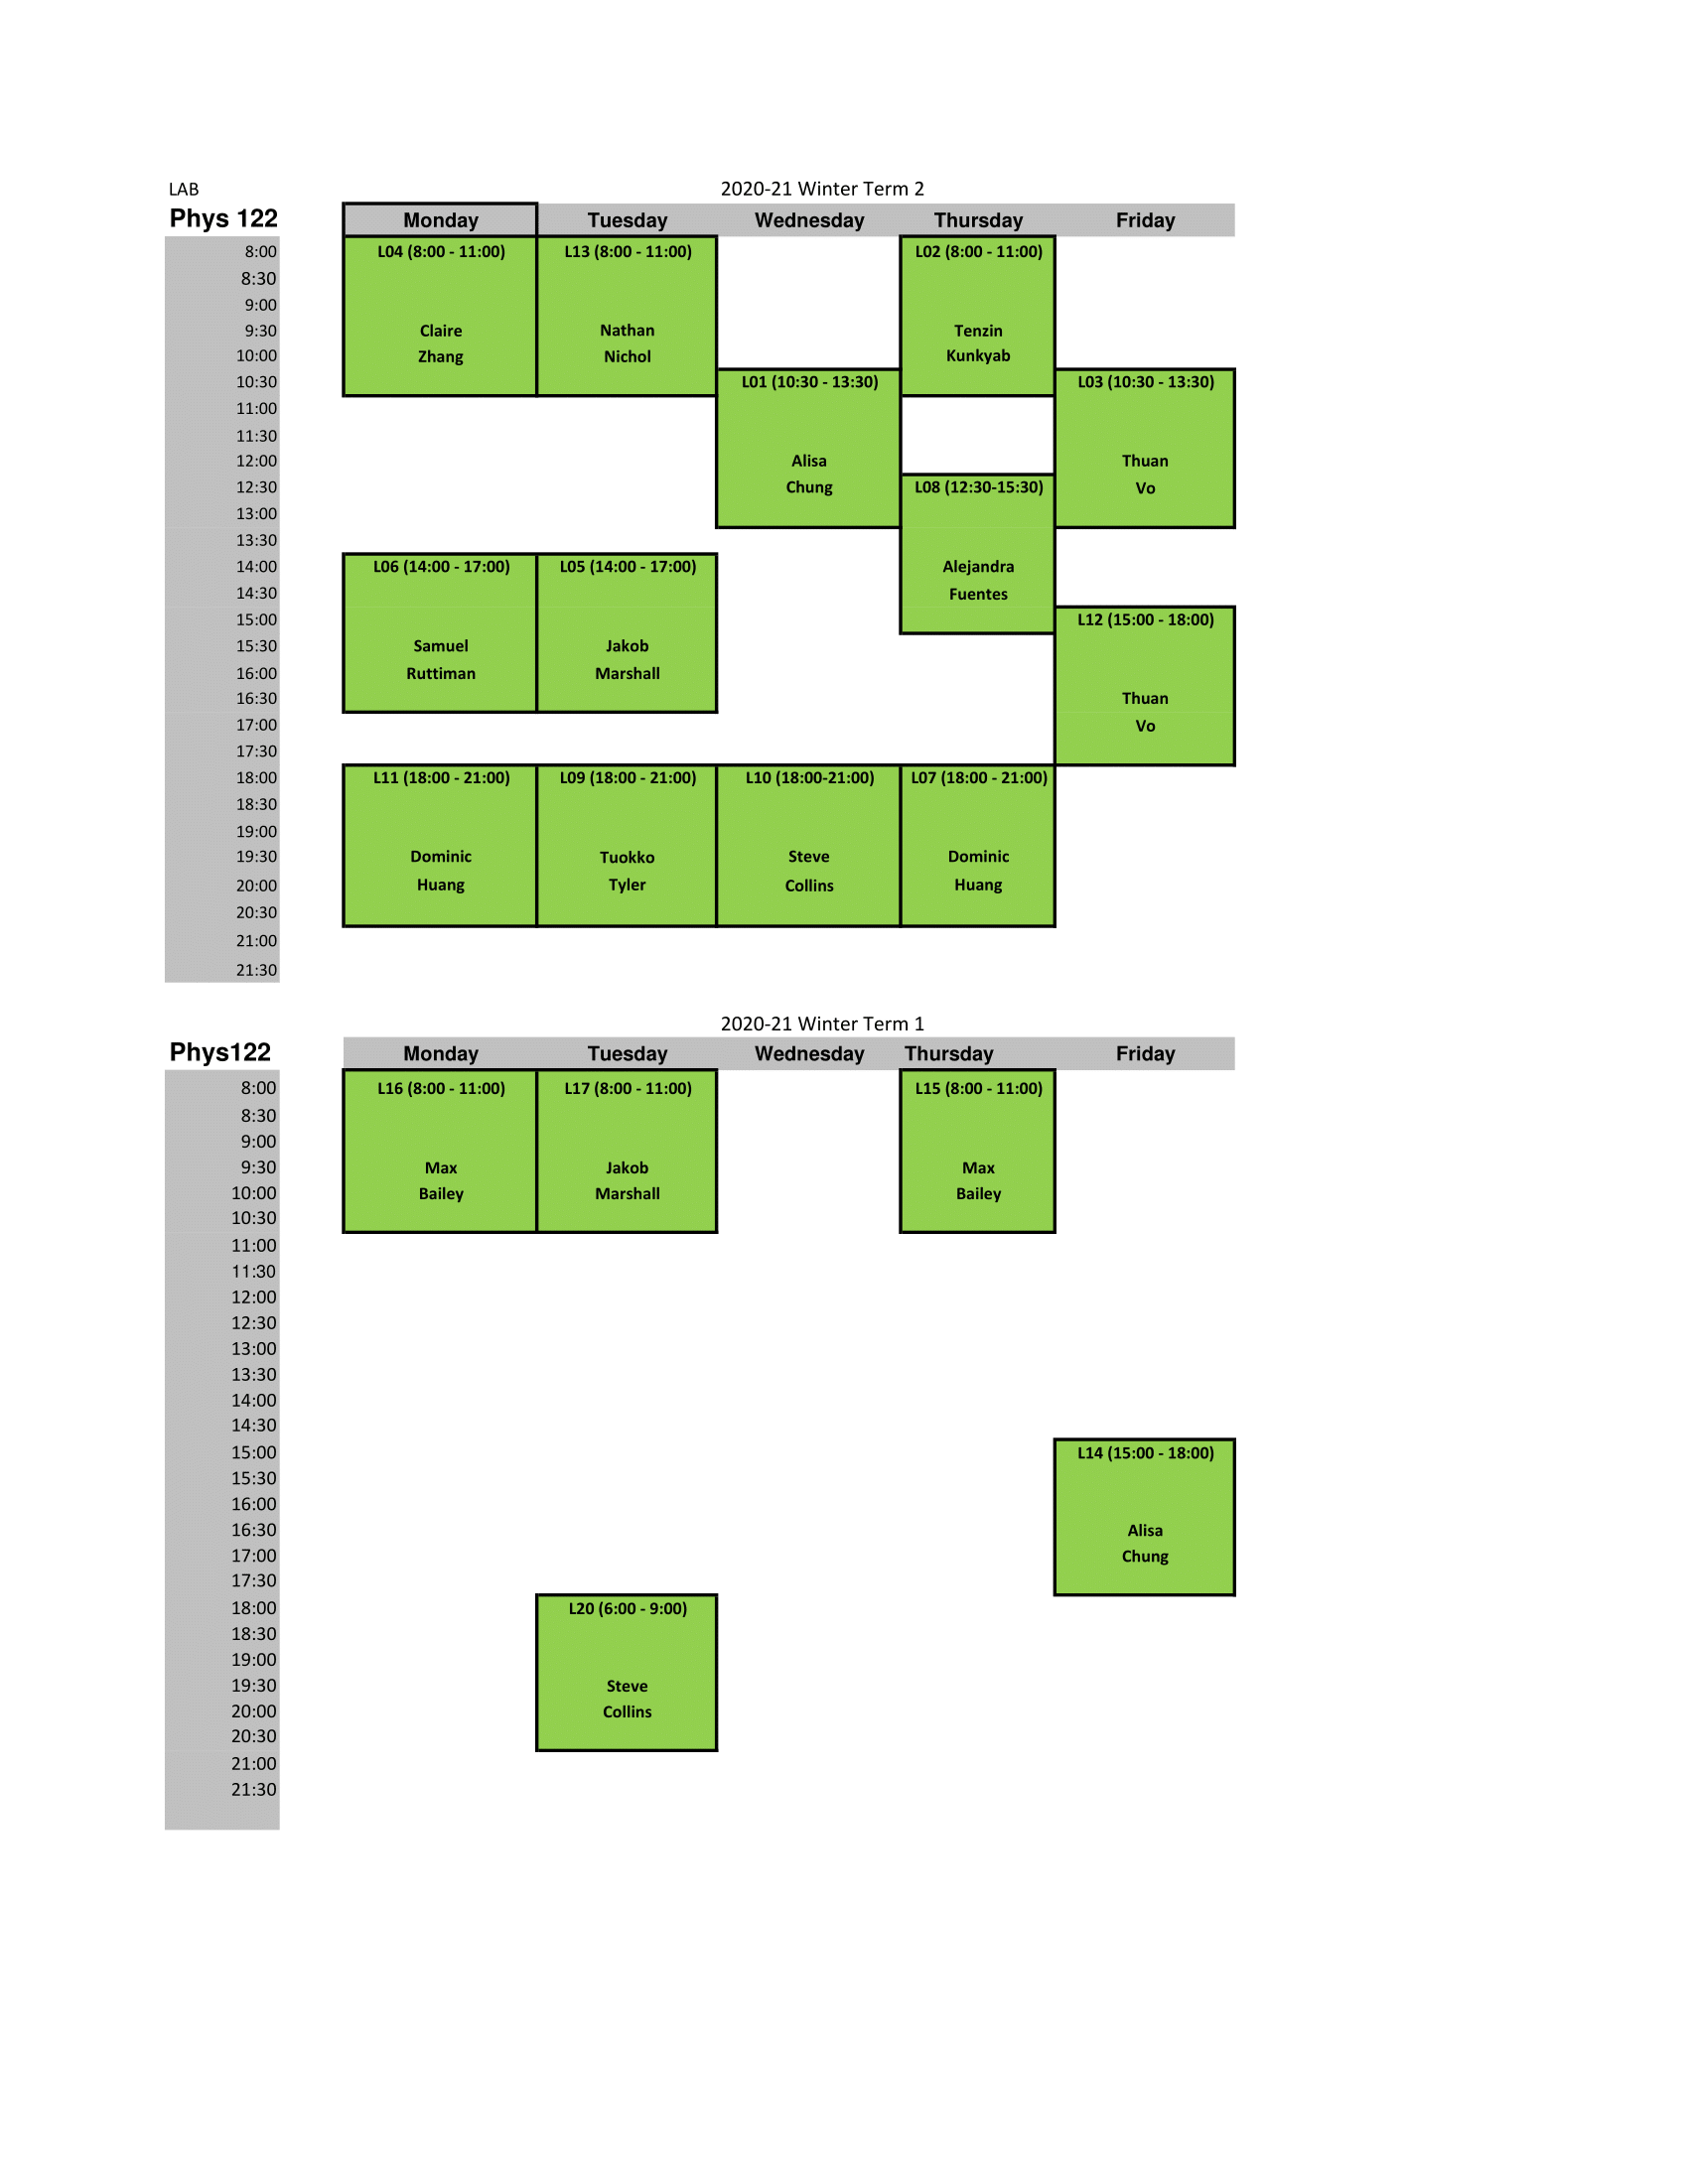 LAB 2020-21 Winter Term 2
Phys 122 Monday Tuesday Wednesday Thursday Friday
8:00 L04 (8:00 - 11:00) L13 (8:00 - 11:00) L02 (8:00 - 11:00)
8:30
9:00
9:30 Claire Nathan Tenzin
10:00 Zhang Nichol Kunkyab
10:30 L01 (10:30 - 13:30) L03 (10:30 - 13:30)
11:00
11:30
12:00 Alisa Thuan
12:30 Chung L08 (12:30-15:30) Vo
13:00
13:30
14:00 L06 (14:00 - 17:00) L05 (14:00 - 17:00) Alejandra
14:30 Fuentes
15:00 L12 (15:00 - 18:00)
15:30 Samuel Jakob
16:00 Ruttiman Marshall
16:30 Thuan
17:00 Vo
17:30
18:00 L11 (18:00 - 21:00) L09 (18:00 - 21:00) L10 (18:00-21:00) L07 (18:00 - 21:00)
18:30
19:00
19:30 Dominic Tuokko Steve Dominic
20:00 Huang Tyler Collins Huang
20:30
21:00
21:30
2020-21 Winter Term 1
Phys122 Monday Tuesday Wednesday Thursday Friday
8:00 L16 (8:00 - 11:00) L17 (8:00 - 11:00) L15 (8:00 - 11:00)
8:30
9:00
9:30 Max Jakob Max
10:00 Bailey Marshall Bailey
10:30
11:00
11:30
12:00
12:30
13:00
13:30
14:00
14:30
15:00 L14 (15:00 - 18:00)
15:30
16:00
16:30 Alisa
17:00 Chung
17:30
18:00 L20 (6:00 - 9:00)
18:30
19:00
19:30 Steve
20:00 Collins
20:30
21:00
21:30